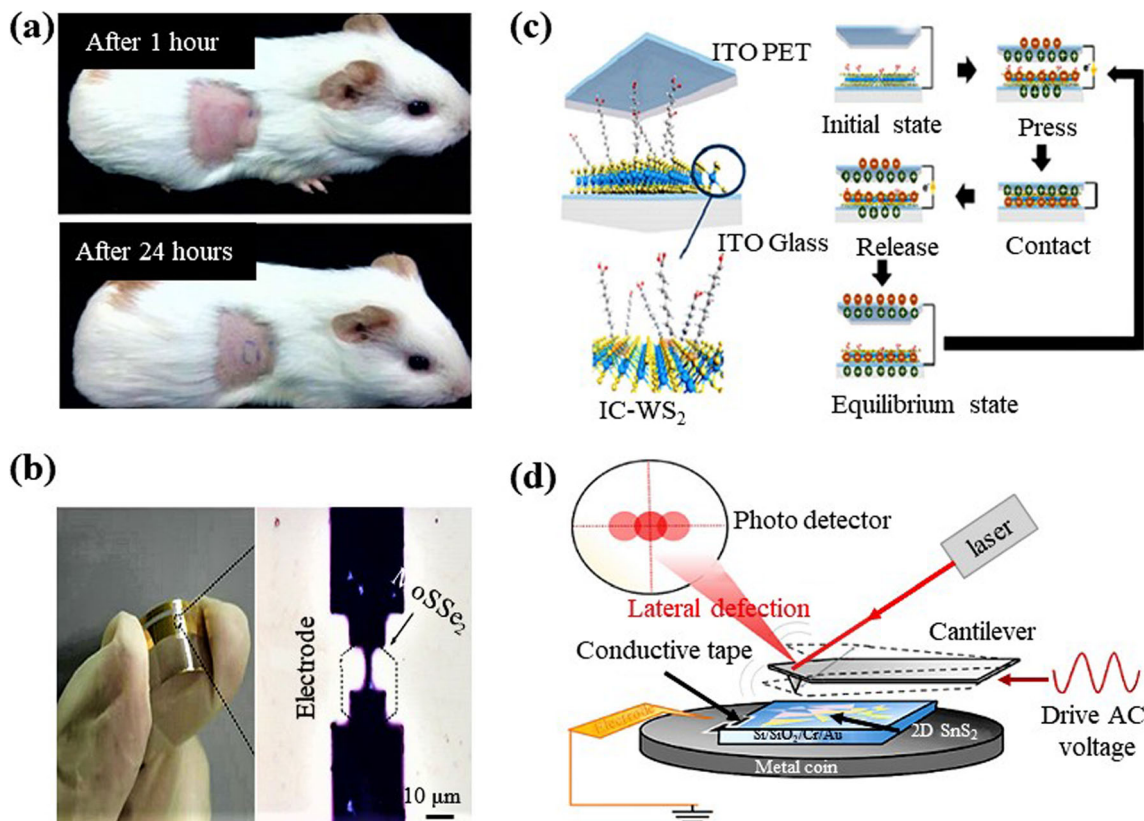 (a)
After 1 hour
After 24 hours
(b)
Electrode
MoSSe2
10 μm
(c)
ITO PET
ITO Glass
IC-WS2
Initial state
Press
Release
Contact
Equilibrium state
(d)
Photo detector
laser
Lateral defection
Cantilever
Conductive tape
Drive AC
voltage
Electrode
Si/SiO2/Cr/Au
2D SnS2
Metal coin